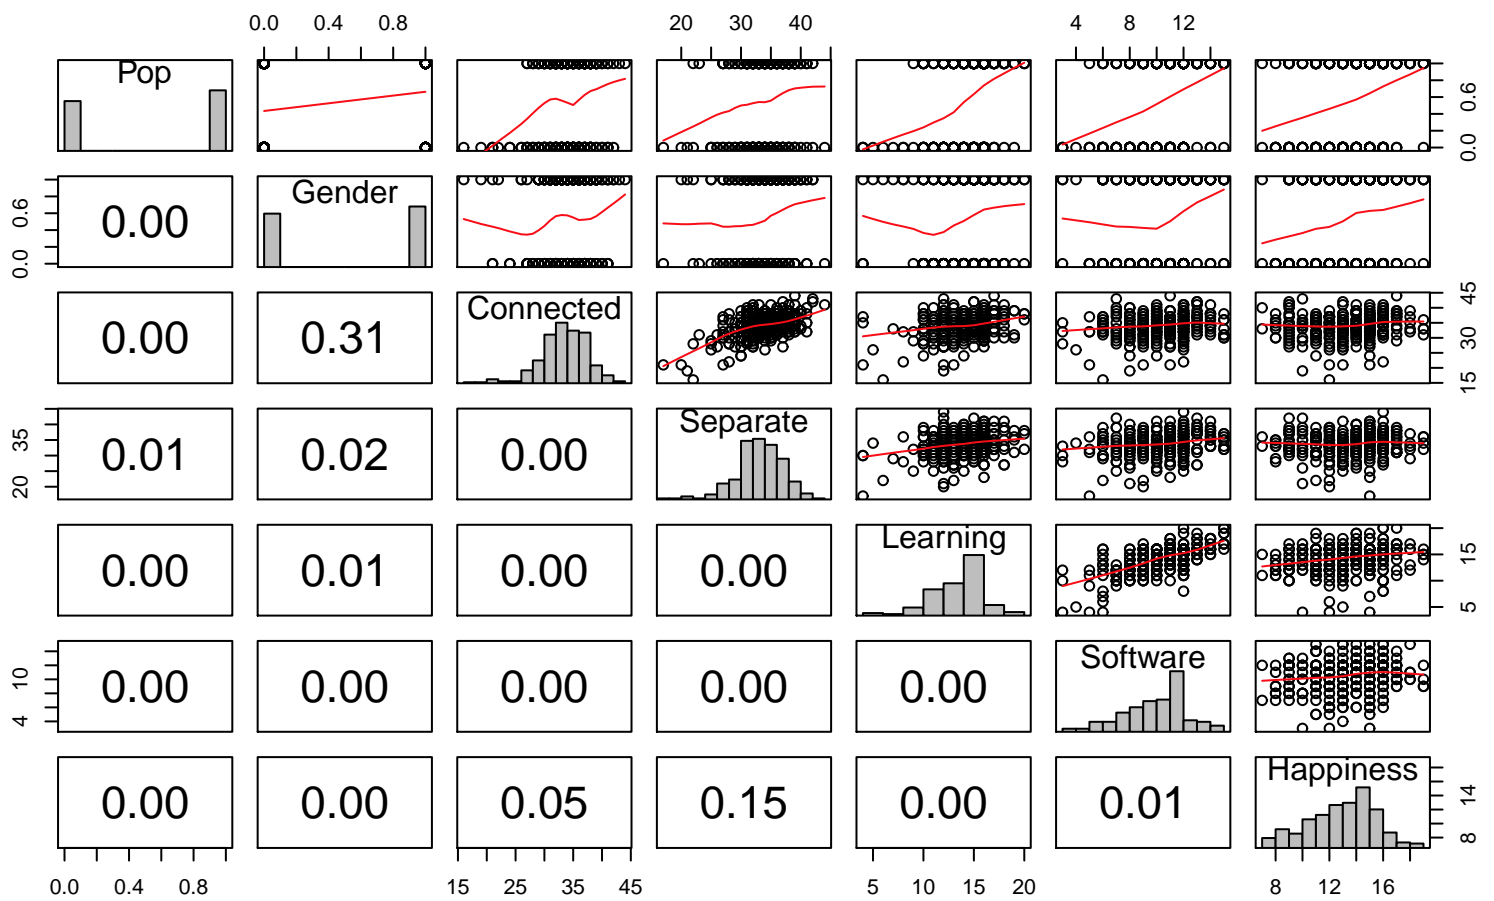 0.0 0.4 0.8 20 30 40 4 8 12
Pop
0.0 0.6
0.0 0.6
0.00
Gender
0.00 0.31
Connected
15 30 45
20 35
0.01 0.02 0.00
Separate
0.00 0.01 0.00 0.00
Learning
5 15
4 10
0.00 0.00 0.00 0.00 0.00
Software
0.00 0.00 0.05 0.15 0.00 0.01
Happiness
8 14
0.0 0.4 0.8 15 25 35 45 5 10 15 20 8 12 16